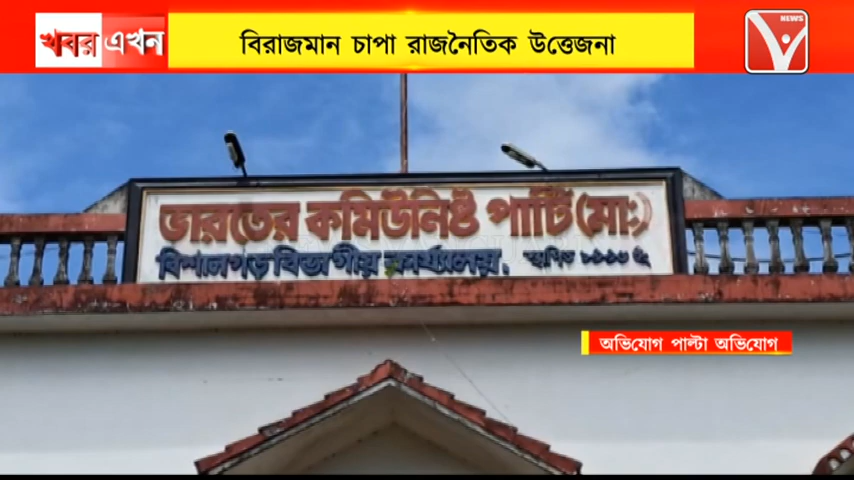 খবর এখন
বিরাজমান চাপা রাজনৈতিক উত্তেজনা
NEWS
V
ভারতের কমিউনিষ্ট পার্টি (মাঃ)
বিশালগড় বিভাগীয় কার্য্যালয়.
স্থাপিত
অভিযোগ পাল্টা অভিযোগ